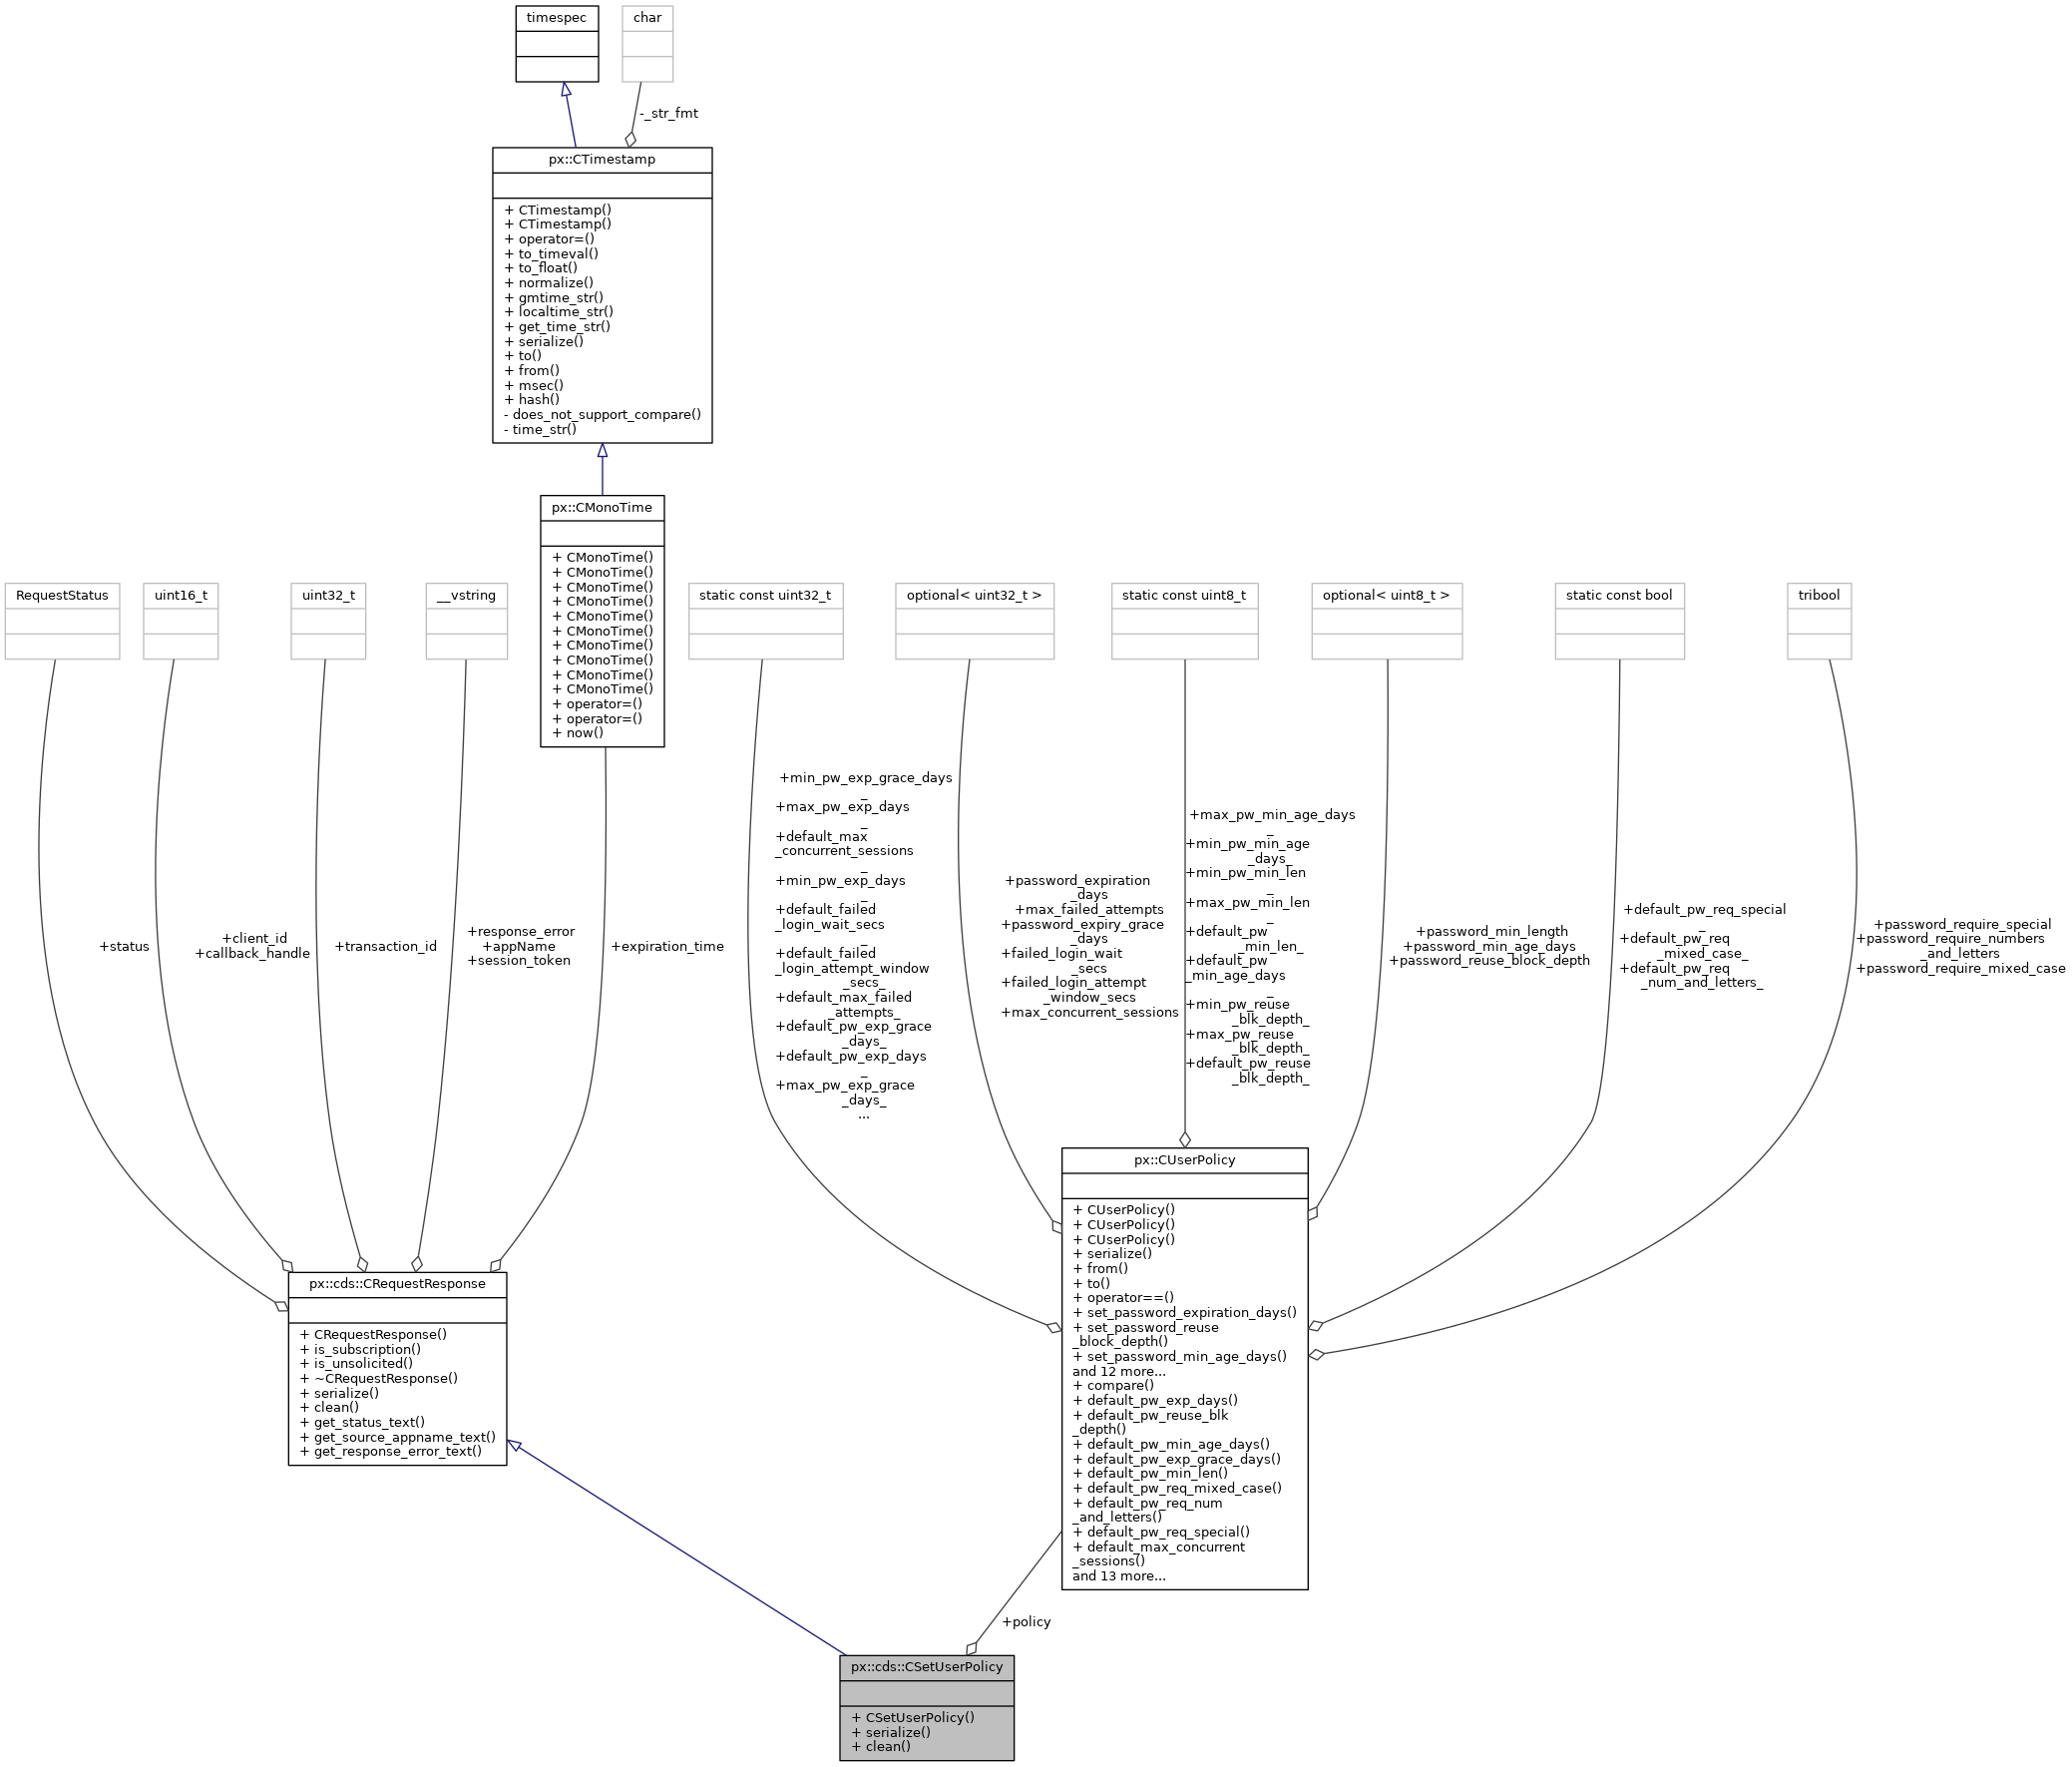 timespec
char
-_str_fmt
px::CTimestamp
+ CTimestamp()
+ CTimestamp()
+ operator=()
+ to_timeval()
+ to_float()
+ normalize()
+ gmtime_str()
+ localtime_str()
+ get_time_str()
+ serialize()
+ to()
+ from()
+ msec()
+ hash()
- does_not_support_compare()
- time_str()
px::CMonoTime
+ CMonoTime()
+ CMonoTime()
+ CMonoTime()
+ CMonoTime()
+ CMonoTime()
+ CMonoTime()
+ CMonoTime()
+ CMonoTime()
+ CMonoTime()
+ CMonoTime()
+ operator=()
+ operator=()
+ now()
RequestStatus
uint16_t
uint32_t
__vstring
static const uint32_t
optional< uint32_t >
static const uint8_t
optional< uint8_t >
static const bool
tribool
+status
+client_id
+callback_handle
+transaction_id
+response_error
+appName
+session_token
+expiration_time
+min_pw_exp_grace_days
_
+max_pw_exp_days
_
+default_max
_concurrent_sessions
_
+min_pw_exp_days
_
+default_failed
_login_wait_secs
_
+default_failed
_login_attempt_window
_secs_
+default_max_failed
_attempts_
+default_pw_exp_grace
_days_
+default_pw_exp_days
_
+max_pw_exp_grace
_days_
...
+password_expiration
_days
+max_failed_attempts
+password_expiry_grace
_days
+failed_login_wait
_secs
+failed_login_attempt
_window_secs
+max_concurrent_sessions
+max_pw_min_age_days
_
+min_pw_min_age
_days_
+min_pw_min_len
_
+max_pw_min_len
_
+default_pw
_min_len_
+default_pw
_min_age_days
_
+min_pw_reuse
_blk_depth_
+max_pw_reuse
_blk_depth_
+default_pw_reuse
_blk_depth_
+password_min_length
+password_min_age_days
+password_reuse_block_depth
+default_pw_req_special
_
+default_pw_req
_mixed_case_
+default_pw_req
_num_and_letters_
+password_require_special
+password_require_numbers
_and_letters
+password_require_mixed_case
px::CUserPolicy
+ CUserPolicy()
+ CUserPolicy()
+ CUserPolicy()
+ serialize()
+ from()
+ to()
+ operator==()
+ set_password_expiration_days()
+ set_password_reuse
_block_depth()
+ set_password_min_age_days()
and 12 more...
+ compare()
+ default_pw_exp_days()
+ default_pw_reuse_blk
_depth()
+ default_pw_min_age_days()
+ default_pw_exp_grace_days()
+ default_pw_min_len()
+ default_pw_req_mixed_case()
+ default_pw_req_num
_and_letters()
+ default_pw_req_special()
+ default_max_concurrent
_sessions()
and 13 more...
px::cds::CRequestResponse
+ CRequestResponse()
+ is_subscription()
+ is_unsolicited()
+ ~CRequestResponse()
+ serialize()
+ clean()
+ get_status_text()
+ get_source_appname_text()
+ get_response_error_text()
+policy
px::cds::CSetUserPolicy
+ CSetUserPolicy()
+ serialize()
+ clean()